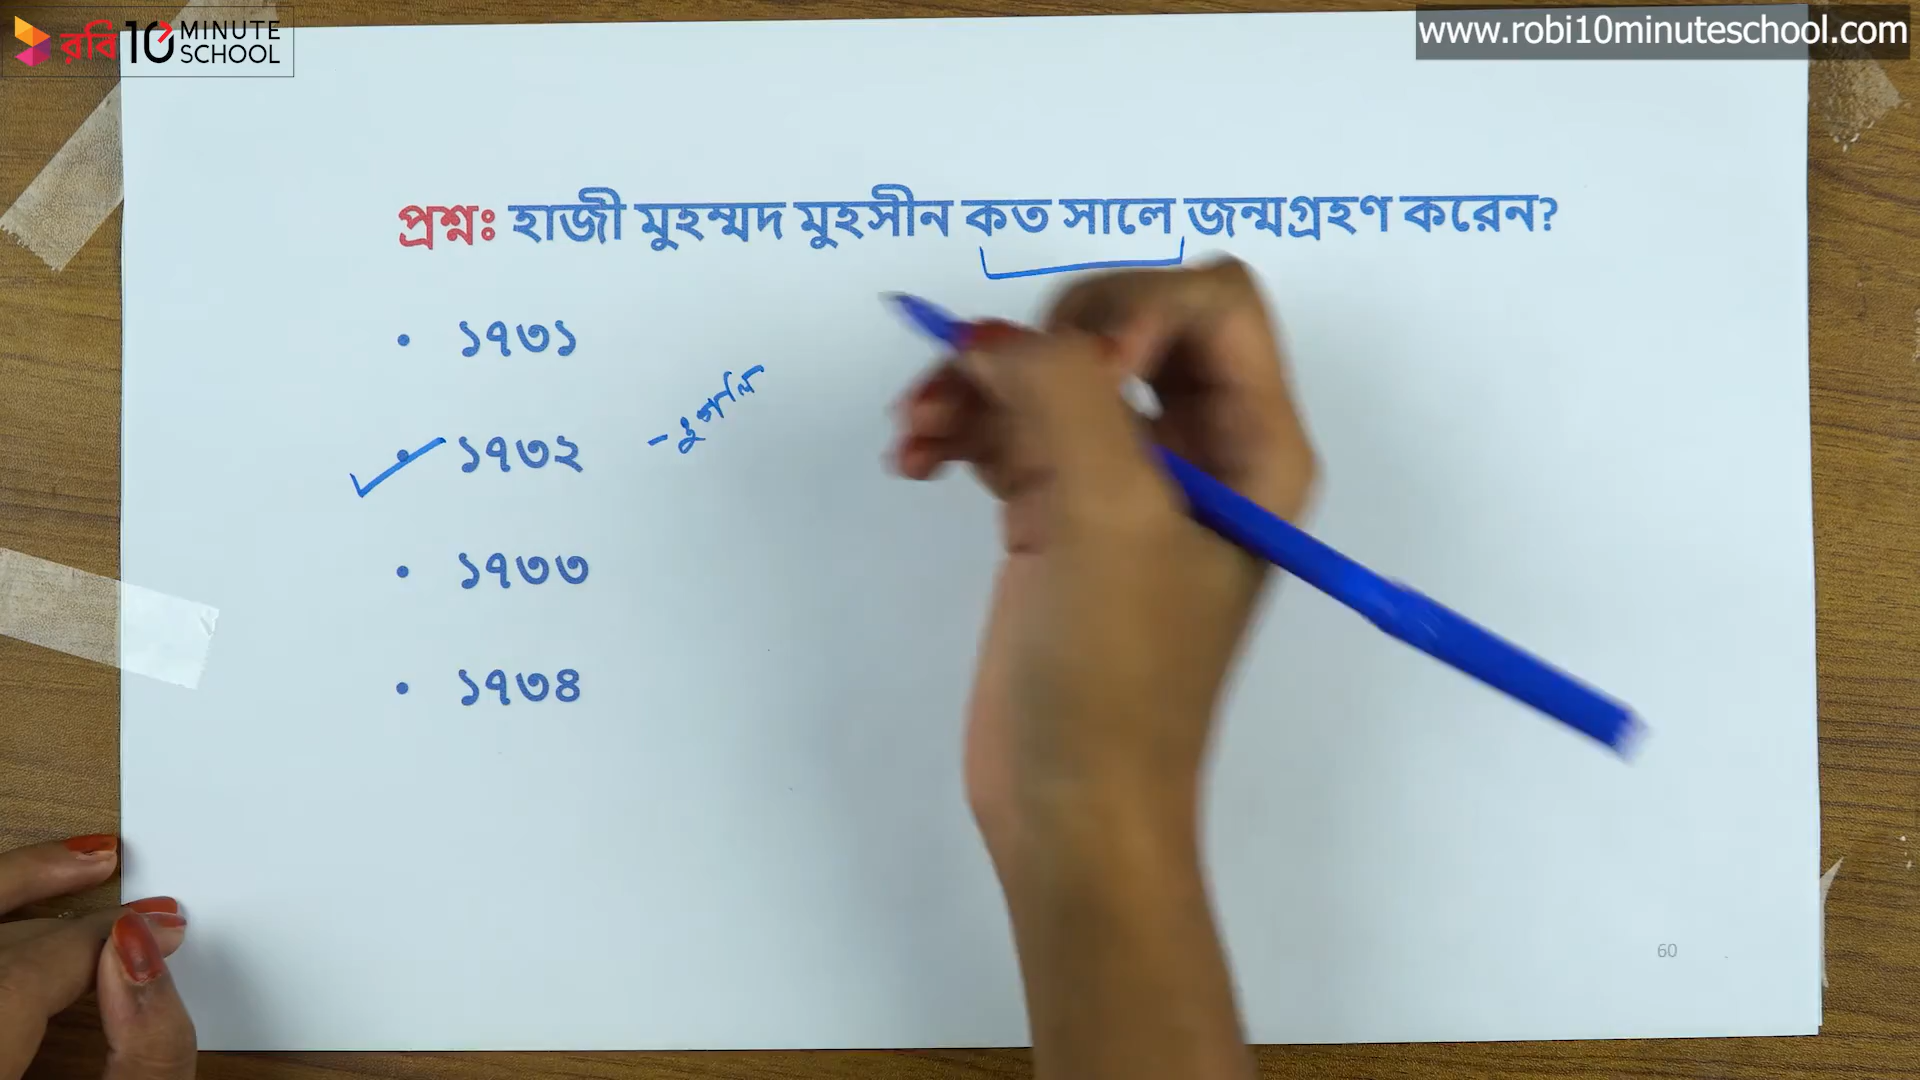 রবি 10 MINUTE SCHOOL
www.robi10minuteschool.com
প্রশ্নঃ হাজী মুহম্মদ মুহসীন কত সালে জন্মগ্রহণ করেন?
• ১৭৩১
• ১৭৩২ - হুগলি
• ১৭৩৩
• ১৭৩৪
60